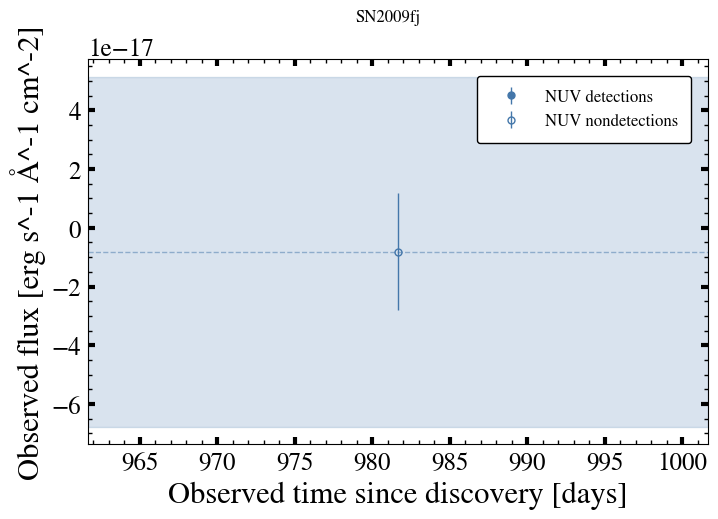 SN2009fj
1e−17
NUV detections
NUV nondetections
4
2
0
−2
−4
−6
Observed flux [erg s^-1 Å^-1 cm^-2]
965 970 975 980 985 990 995 1000
Observed time since discovery [days]